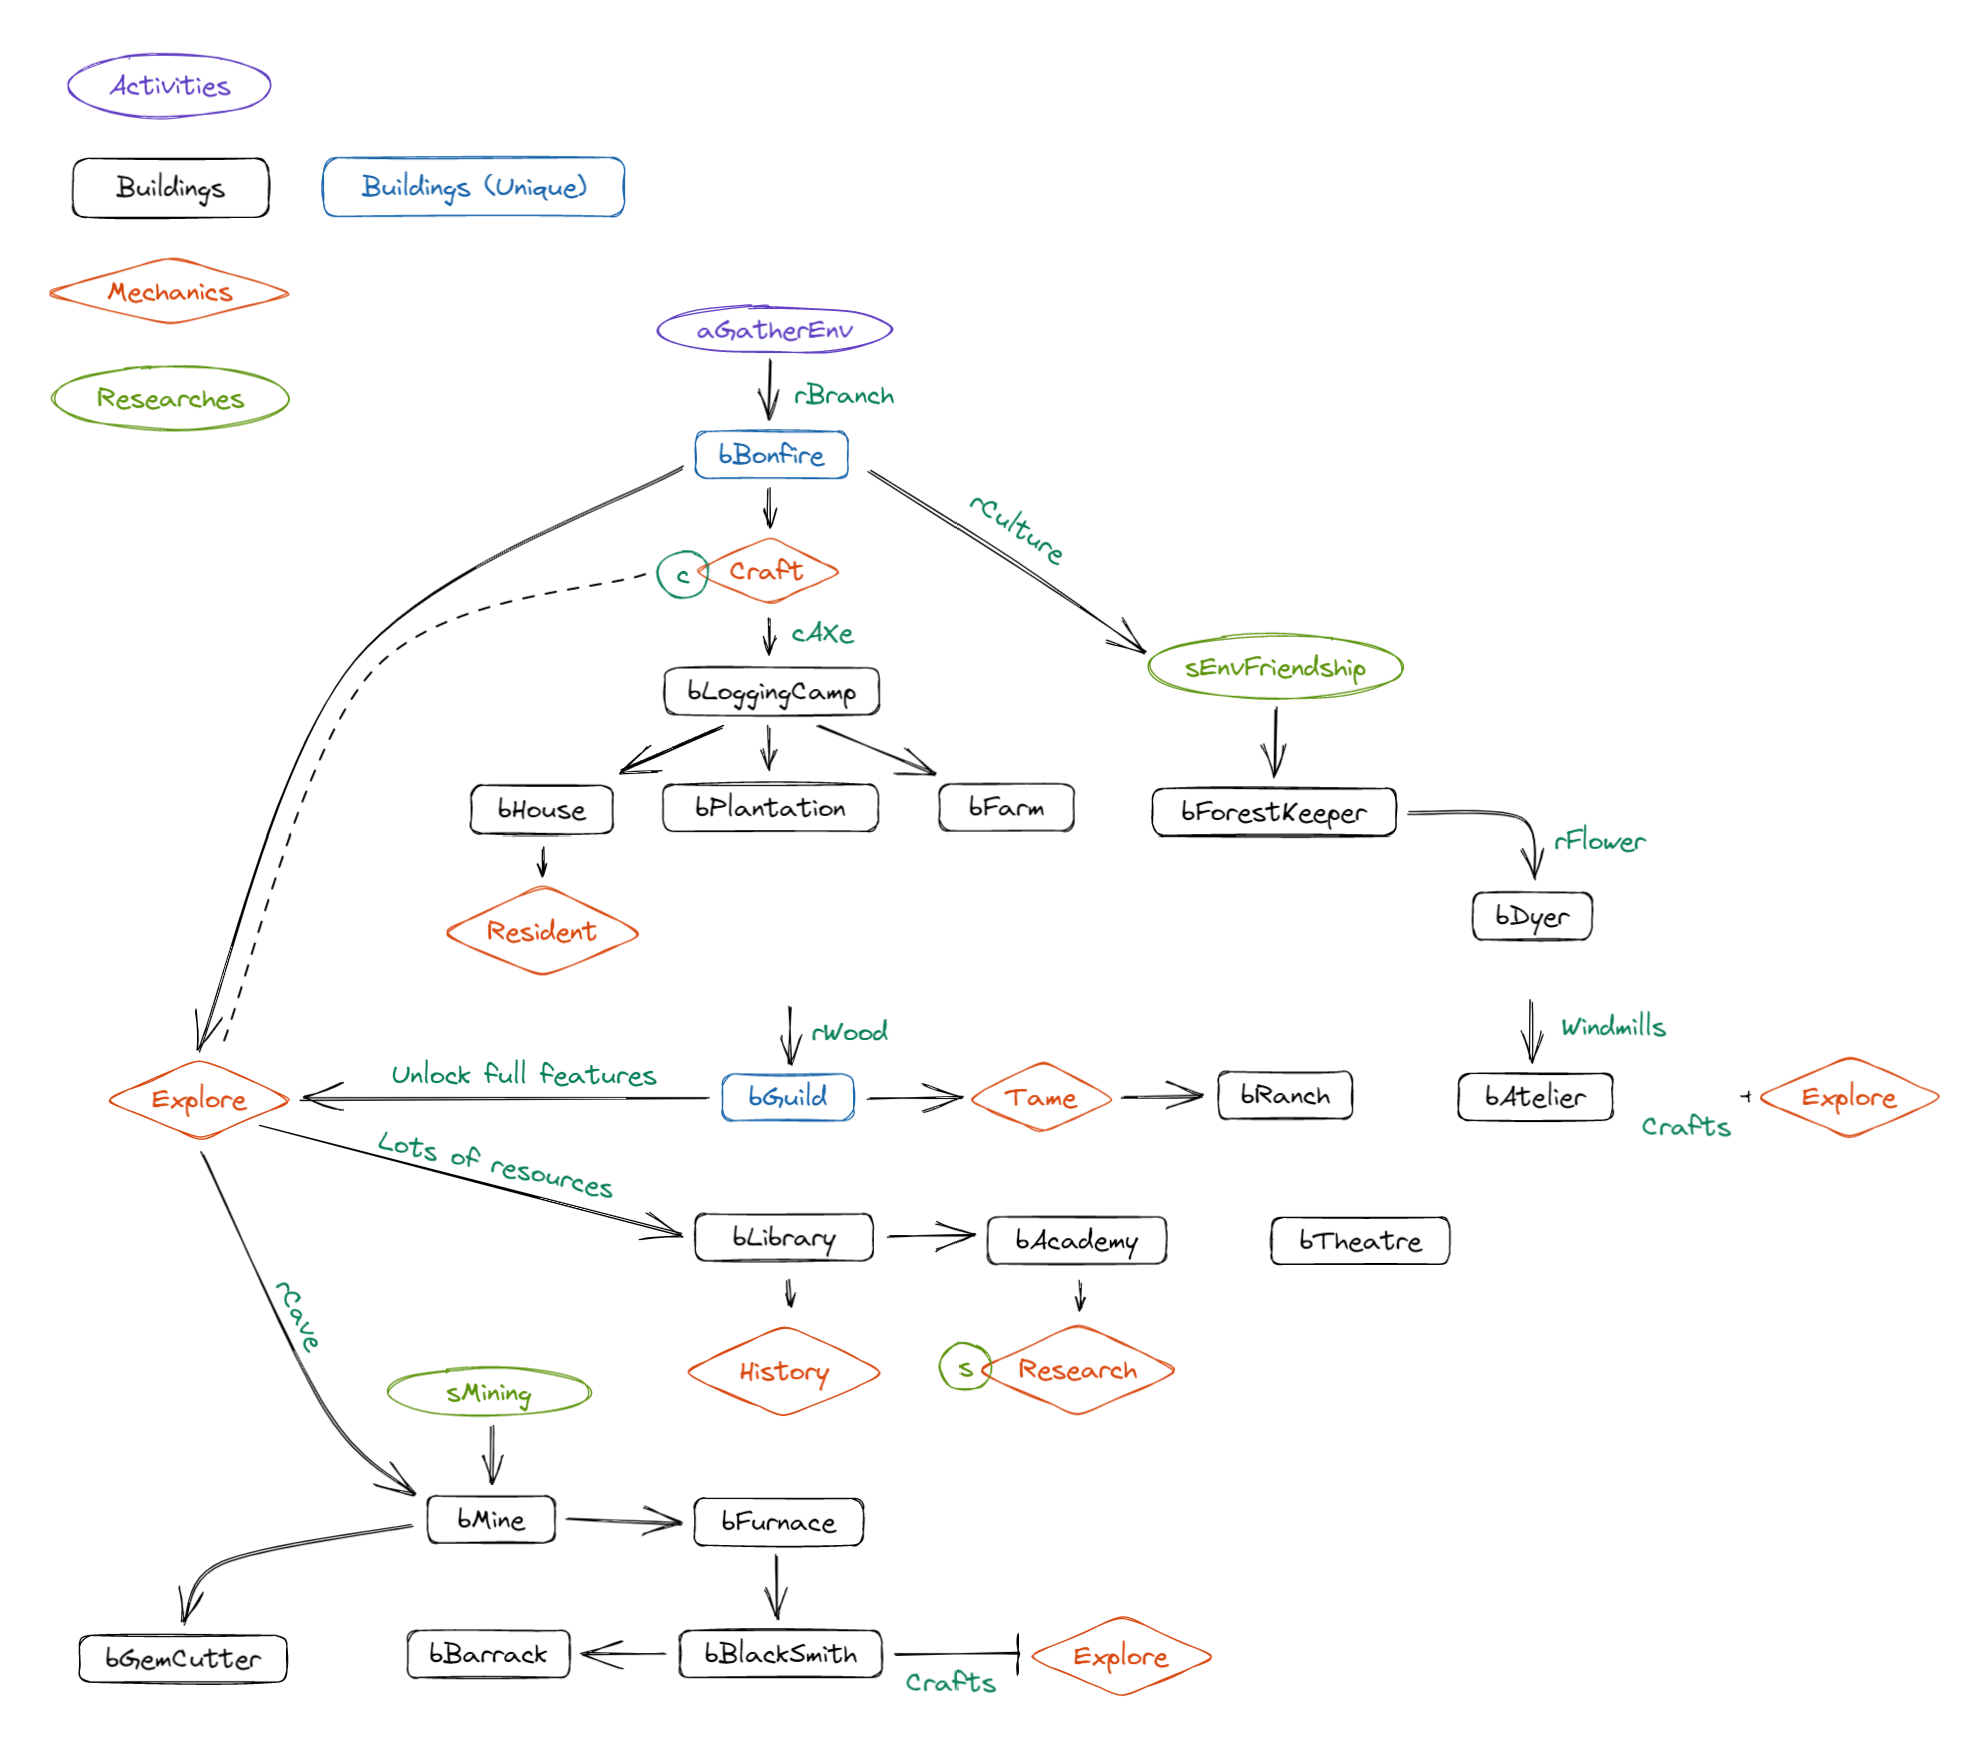 Activities
Buildings
Buildings (Unique)
Mechanics
Researches
aGatherEnv
rBranch
bBonfire
rCulture
c
Craft
cAXe
bLoggingCamp
sEnvFriendship
bHouse
bPlantation
bFarm
bForestKeeper
rFlower
Resident
bDyer
rWood
Windmills
Unlock full features
Explore
bGuild
Tame
bRanch
bAtelier
Crafts
Explore
Lots of resources
bLibrary
bAcademy
bTheatre
rCave
History
s
Research
sMining
bMine
bFurnace
bGemCutter
bBarrack
bBlackSmith
Crafts
Explore